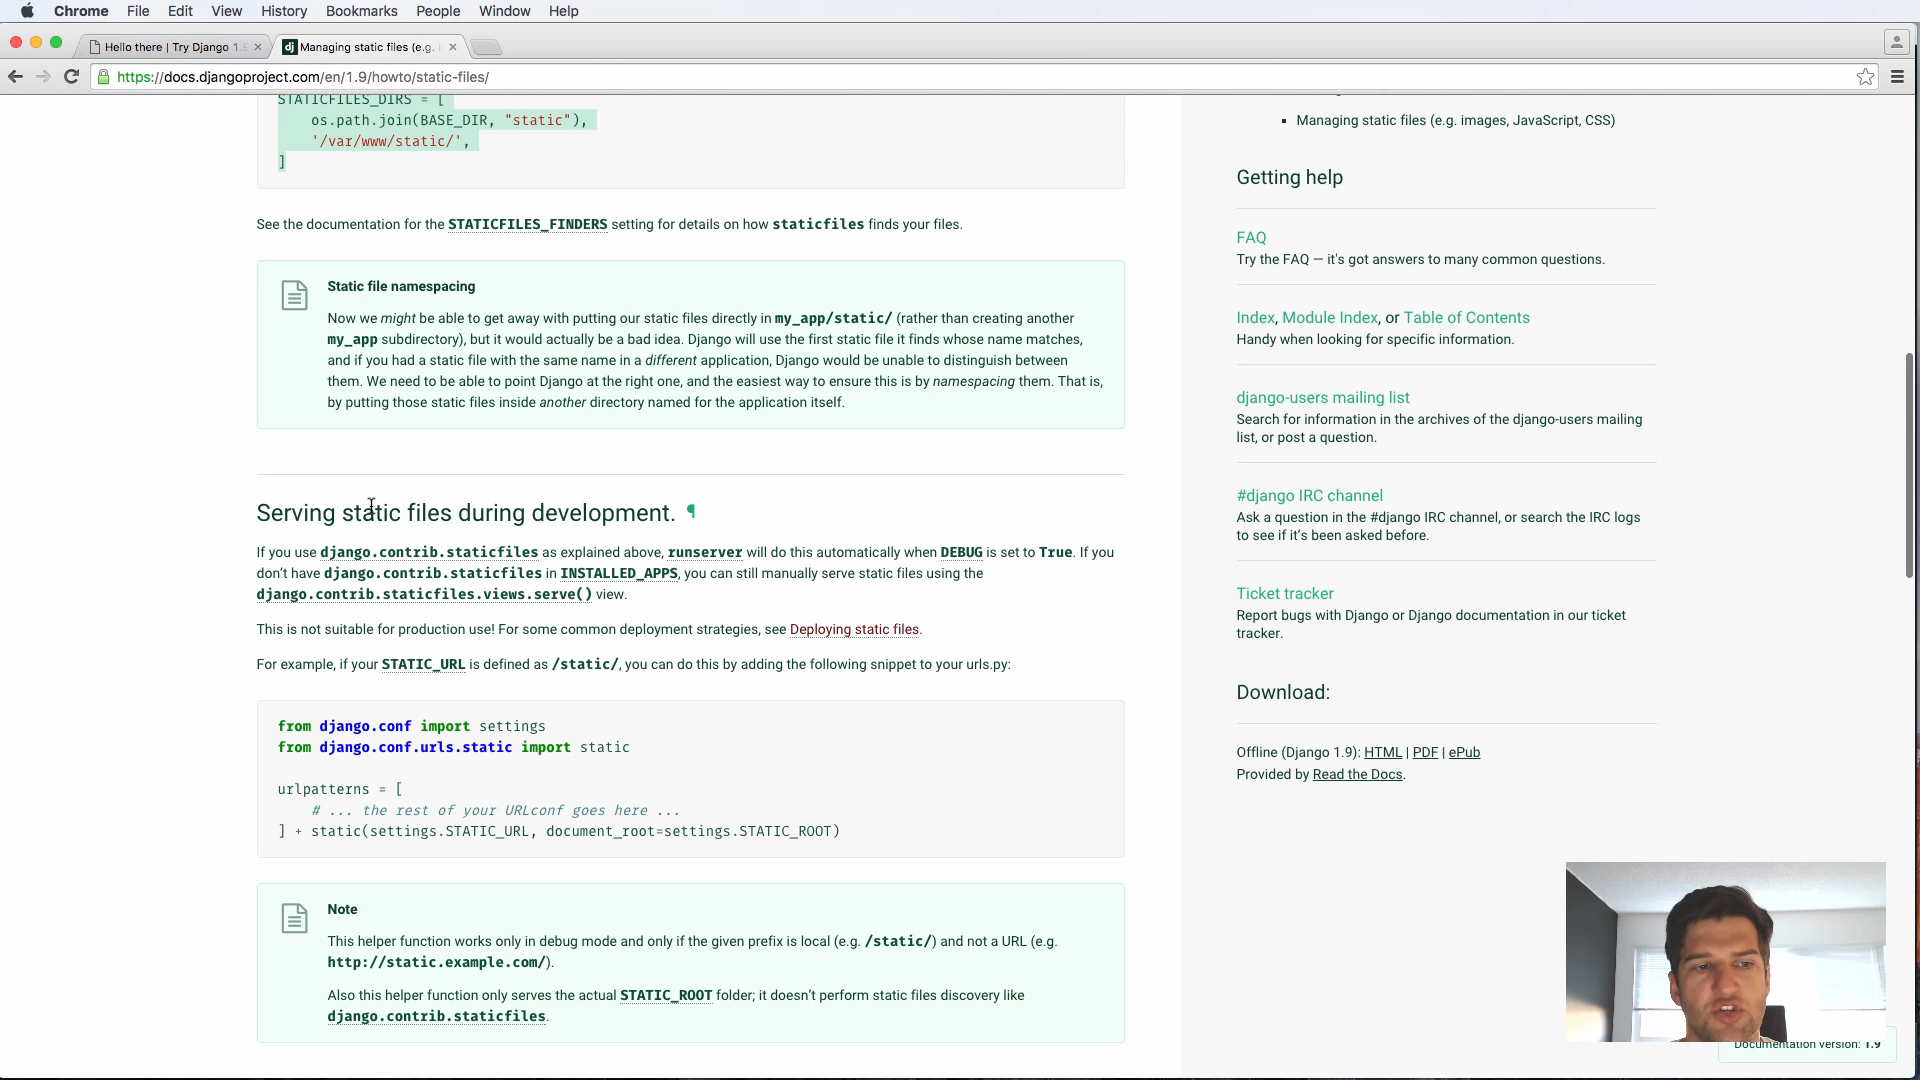 Chrome File Edit View History Bookmarks People Window Help
Hello there | Try Django 1.9
Managing static files (e.g. i
https://docs.djangoproject.com/en/1.9/howto/static-files/
STATICFILES_DIRS = [
os.path.join(BASE_DIR, "static"),
'/var/www/static/',
]
See the documentation for the STATICFILES_FINDERS setting for details on how staticfiles finds your files.
Static file namespacing
Now we might be able to get away with putting our static files directly in my_app/static/ (rather than creating another
my_app subdirectory), but it would actually be a bad idea. Django will use the first static file it finds whose name matches,
and if you had a static file with the same name in a different application, Django would be unable to distinguish between
them. We need to be able to point Django at the right one, and the easiest way to ensure this is by namespacing them. That is,
by putting those static files inside another directory named for the application itself.
Serving static files during development. ¶
If you use django.contrib.staticfiles as explained above, runserver will do this automatically when DEBUG is set to True. If you
don't have django.contrib.staticfiles in INSTALLED_APPS, you can still manually serve static files using the
django.contrib.staticfiles.views.serve() view.
This is not suitable for production use! For some common deployment strategies, see Deploying static files.
For example, if your STATIC_URL is defined as /static/, you can do this by adding the following snippet to your urls.py:
from django.conf import settings
from django.conf.urls.static import static
urlpatterns = [
# ... the rest of your URLconf goes here ...
] + static(settings.STATIC_URL, document_root=settings.STATIC_ROOT)
Note
This helper function works only in debug mode and only if the given prefix is local (e.g. /static/) and not a URL (e.g.
http://static.example.com/).
Also this helper function only serves the actual STATIC_ROOT folder; it doesn't perform static files discovery like
django.contrib.staticfiles.
Managing static files (e.g. images, JavaScript, CSS)
Getting help
FAQ
Try the FAQ — it's got answers to many common questions.
Index, Module Index, or Table of Contents
Handy when looking for specific information.
django-users mailing list
Search for information in the archives of the django-users mailing
list, or post a question.
#django IRC channel
Ask a question in the #django IRC channel, or search the IRC logs
to see if it's been asked before.
Ticket tracker
Report bugs with Django or Django documentation in our ticket
tracker.
Download:
Offline (Django 1.9): HTML | PDF | ePub
Provided by Read the Docs.
Documentation version: 1.9